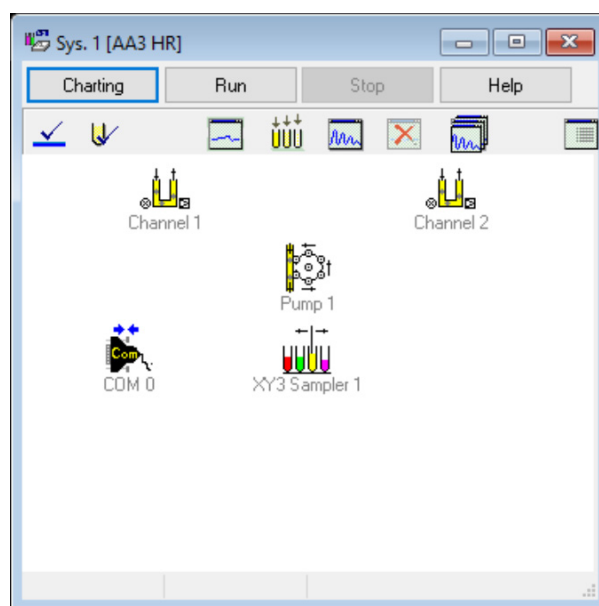 Sys. 1 [AA3 HR]
Charting Run Stop Help
Channel 1 Channel 2
Pump 1
Com
COM 0 XY3 Sampler 1